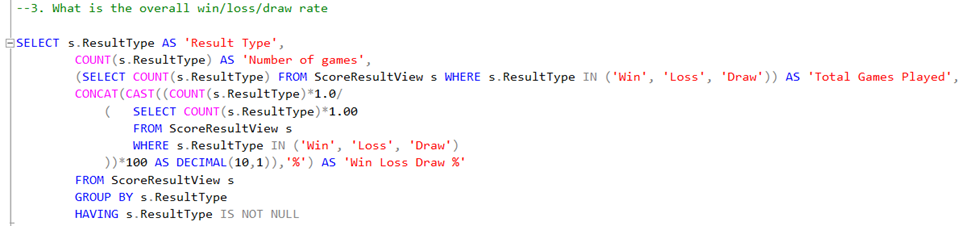 --3. What is the overall win/loss/draw rate
SELECT s.ResultType AS 'Result Type',
COUNT(s.ResultType) AS 'Number of games',
(SELECT COUNT(s.ResultType) FROM ScoreResultView s WHERE s.ResultType IN ('Win', 'Loss', 'Draw')) AS 'Total Games Played',
CONCAT(CAST((COUNT(s.ResultType)*1.0/
( SELECT COUNT(s.ResultType)*1.00
FROM ScoreResultView s
WHERE s.ResultType IN ('Win', 'Loss', 'Draw')
))*100 AS DECIMAL(10,1)),'%') AS 'Win Loss Draw %'
FROM ScoreResultView s
GROUP BY s.ResultType
HAVING s.ResultType IS NOT NULL